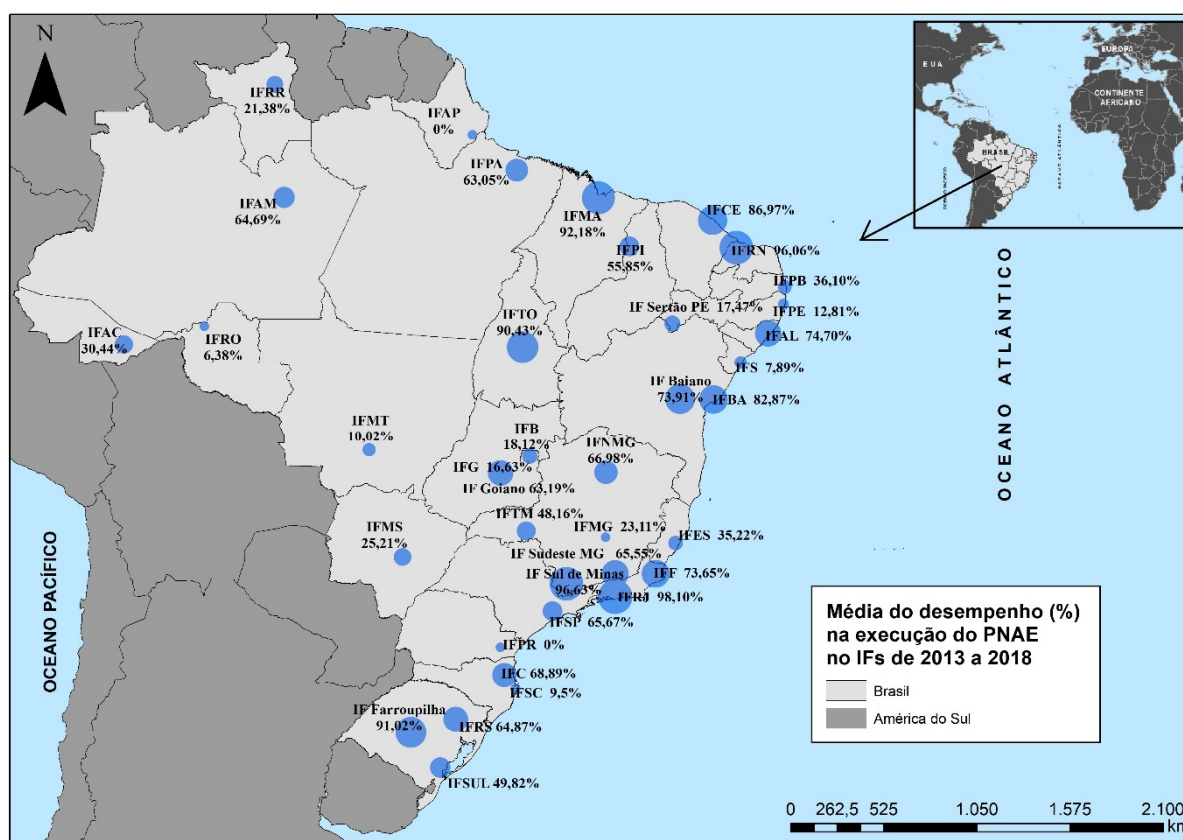 N
IFRR
21,38%
IFAP
0%
IFPA
63,05%
IFAM
64,69%
IFMA
92,18%
IFCE 86,97%
IFPI
55,85%
IFRN 96,06%
IFPB 36,10%
IF Sertão PE 17,47%
IFPE 12,81%
IFTO
90,43%
IFAL 74,70%
IFAC
30,44%
IFRO
6,38%
IFS 7,89%
IF Baiano
73,91%
IFBA 82,87%
IFMT
10,02%
IFB
18,12%
IFNMG
66,98%
IFG 16,63%
IF Goiano 63,19%
IFTM 48,16%
IFMG 23,11%
IFES 35,22%
IFMS
25,21%
IF Sudeste MG 65,55%
IF Sul de Minas
96,63%
IFF 73,65%
IFRJ 98,10%
IFSP 65,67%
IFPR 0%
IFC 68,89%
IFSC 9,5%
IF Farroupilha
91,02%
IFRS 64,87%
IFSUL 49,82%
OCEANO PACÍFICO
OCEANO ATLÂNTICO
EUA
EUROPA
CONTINENTE
AFRICANO
BRASIL
OCEANO PACÍFICO
OCEANO ATLÂNTICO
Média do desempenho (%)
na execução do PNAE
no IFs de 2013 a 2018
Brasil
América do Sul
0 262,5 525 1.050 1.575 2.100
km